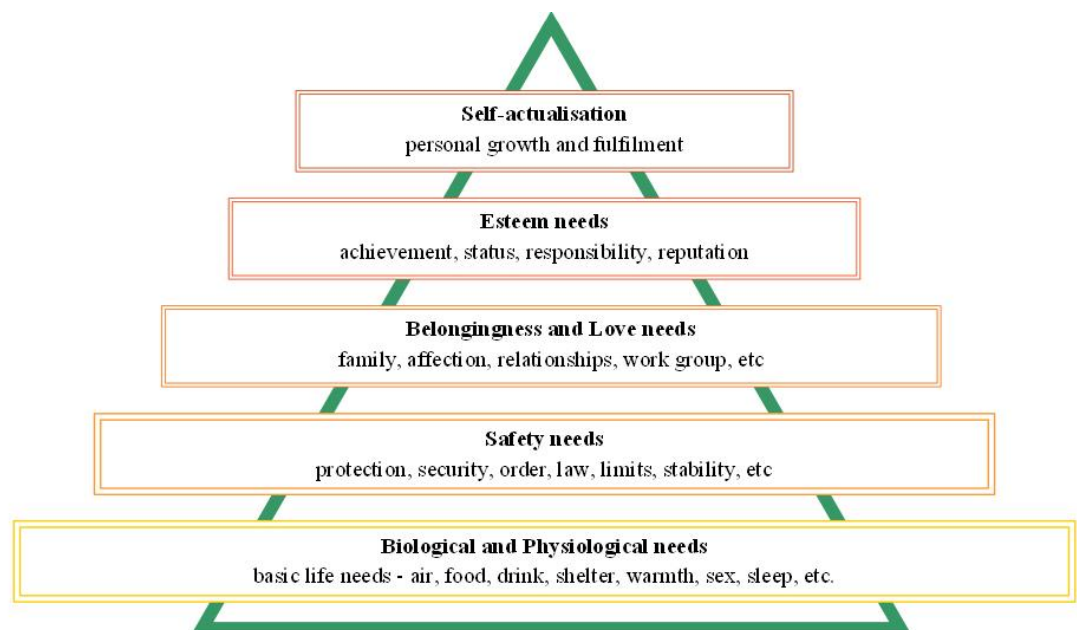 Self-actualisation
personal growth and fulfilment
Esteem needs
achievement, status, responsibility, reputation
Belongingness and Love needs
family, affection, relationships, work group, etc
Safety needs
protection, security, order, law, limits, stability, etc
Biological and Physiological needs
basic life needs - air, food, drink, shelter, warmth, sex, sleep, etc.